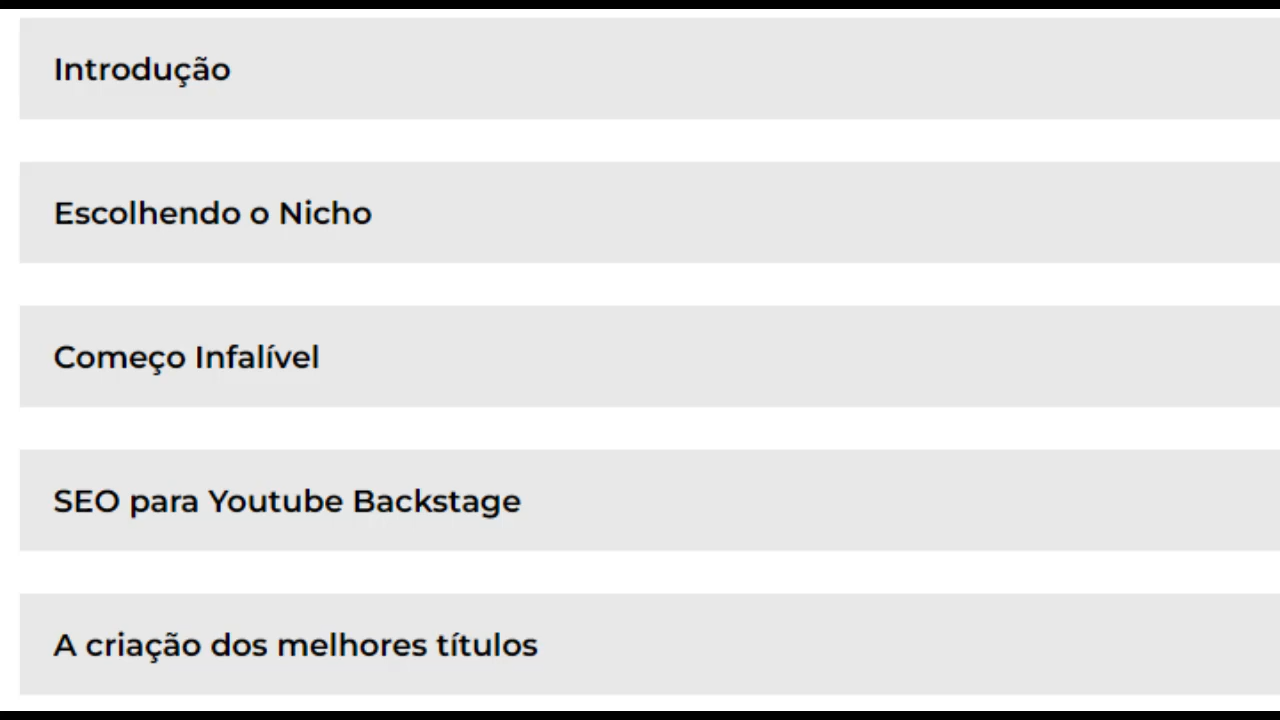 Introdução
Escolhendo o Nicho
Começo Infalível
SEO para Youtube Backstage
A criação dos melhores títulos